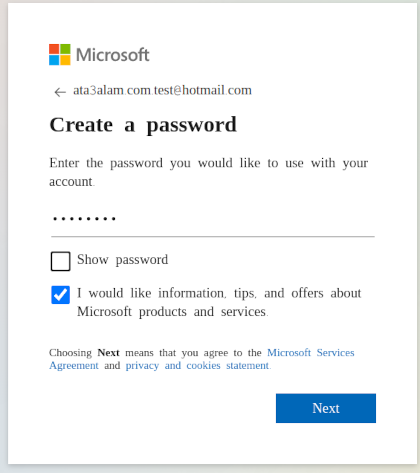 Microsoft
← ata3alam.com.test@hotmail.com
Create a password
Enter the password you would like to use with your
account.
••••••••
Show password
I would like information, tips, and offers about
Microsoft products and services.
Choosing Next means that you agree to the Microsoft Services
Agreement and privacy and cookies statement.
Next